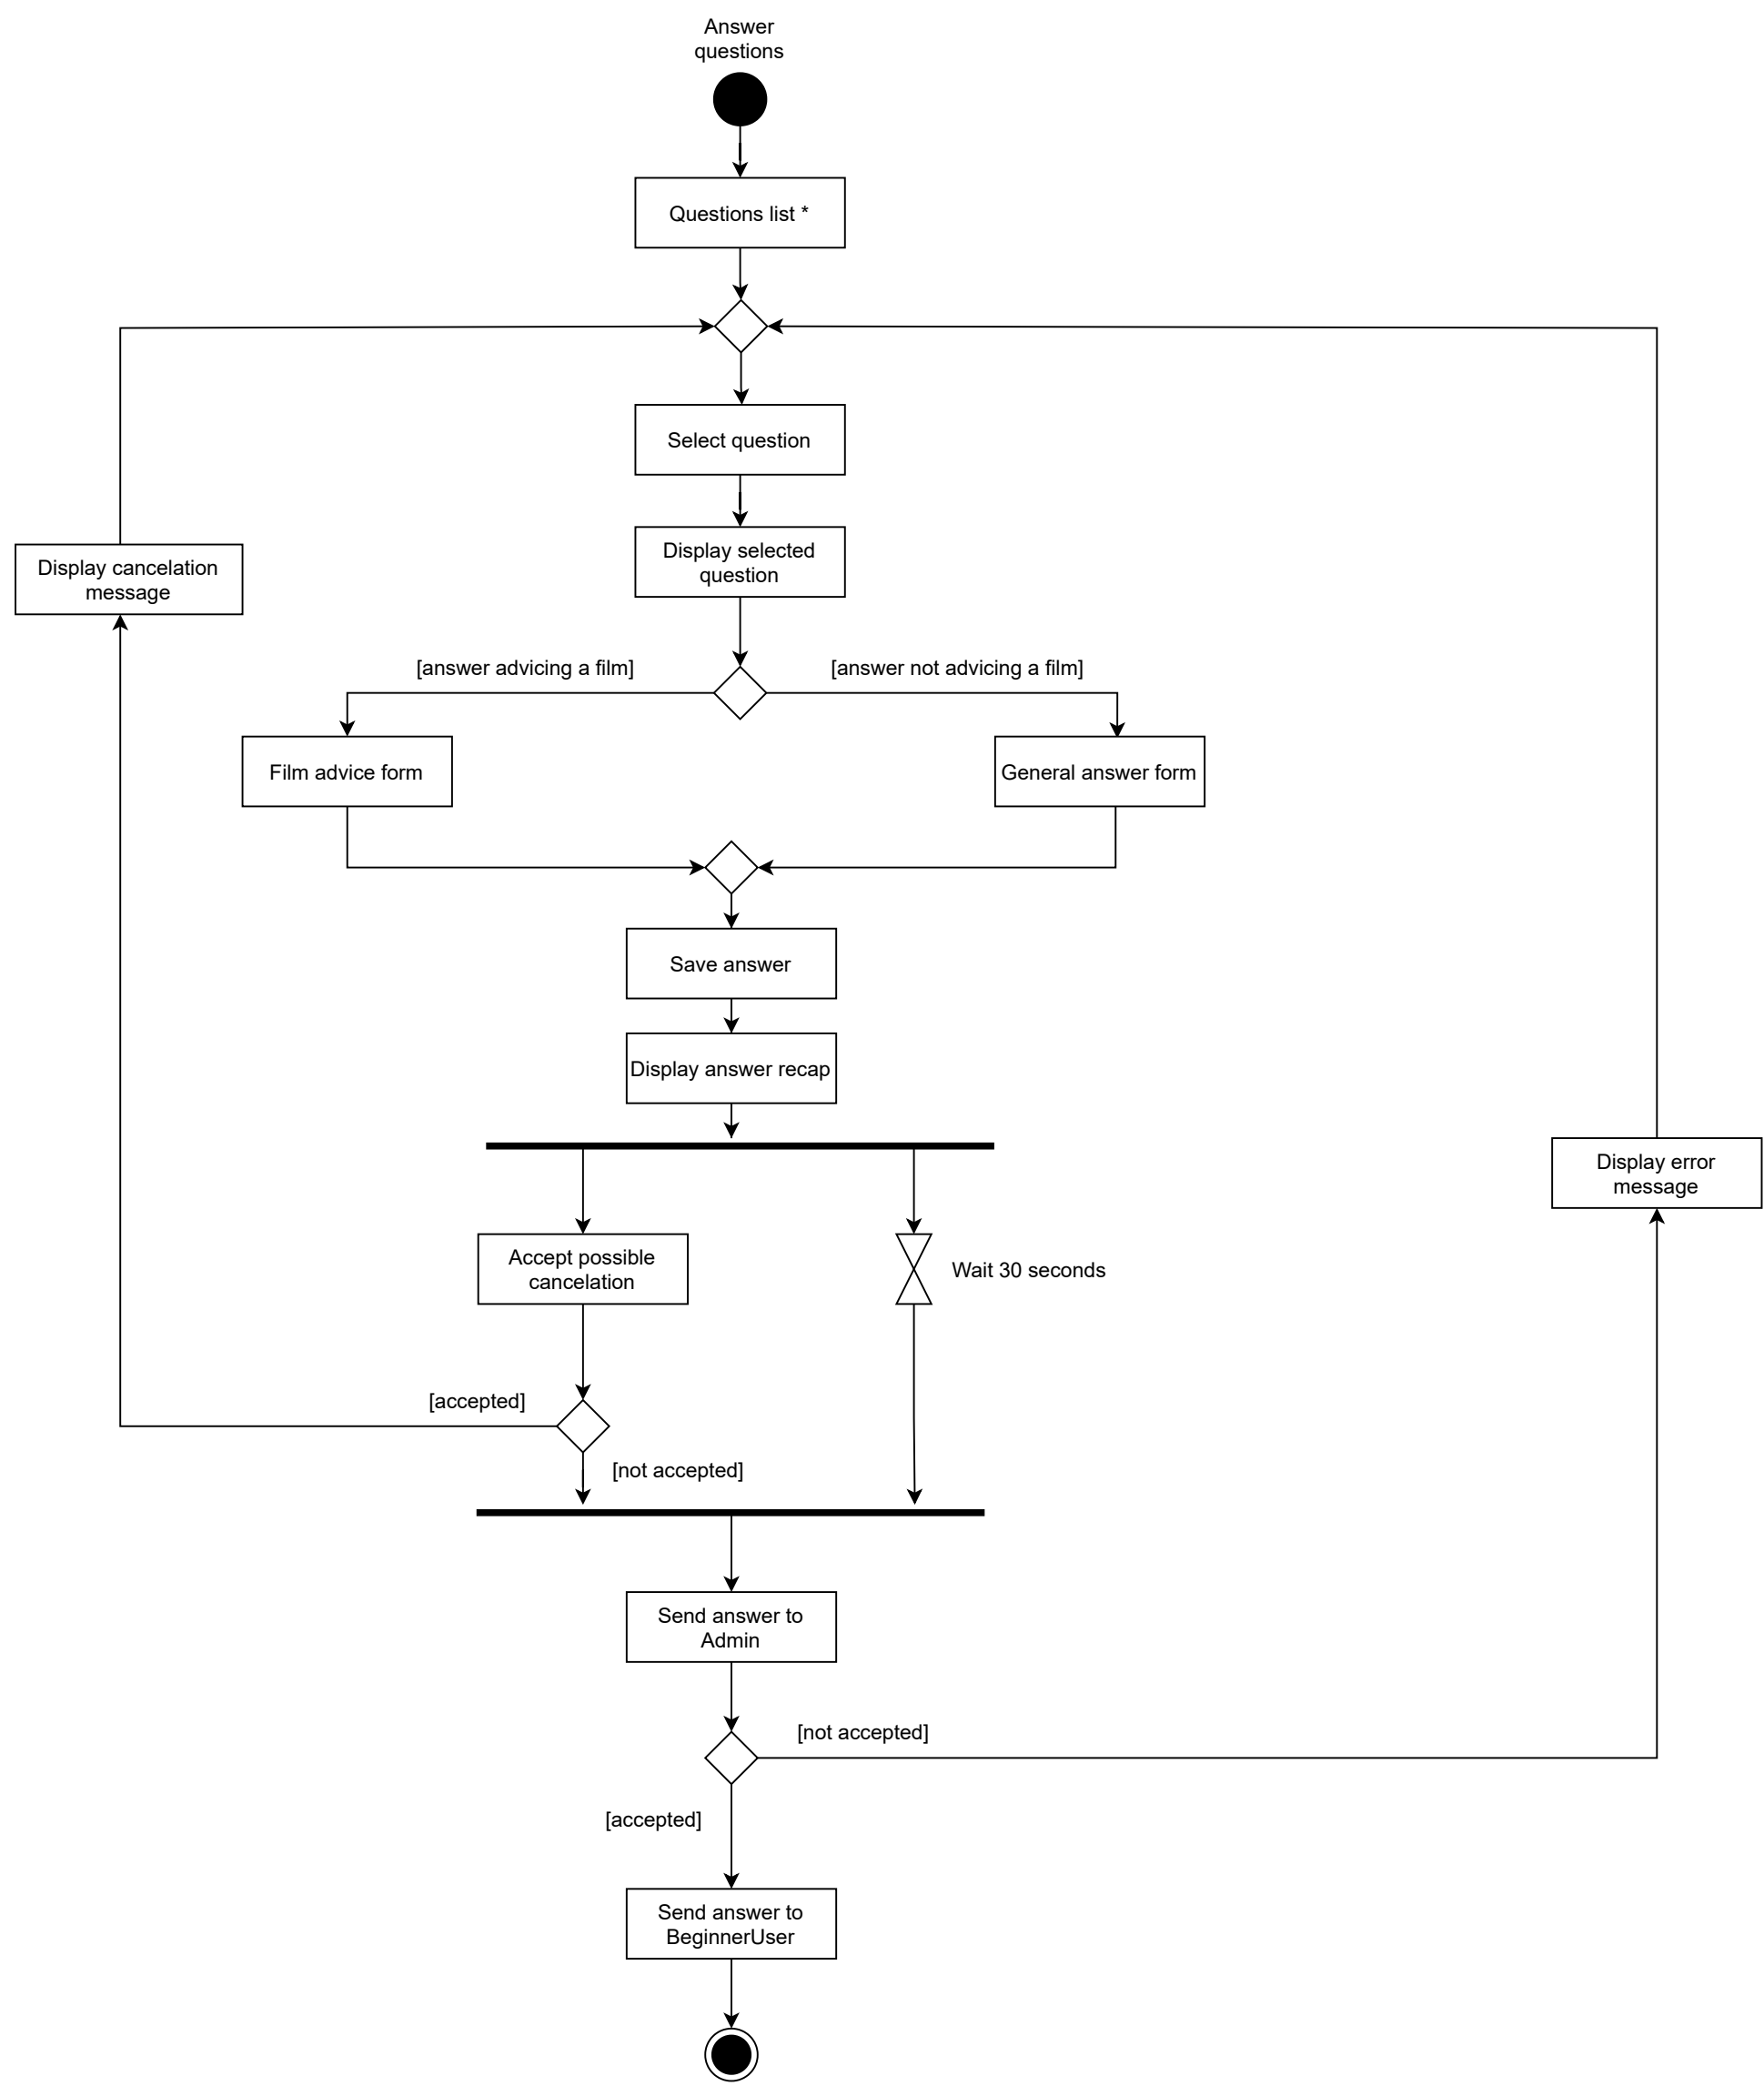 Answer
questions
Questions list *
Select question
Display selected
question
Display cancelation
message
[answer advicing a film]
[answer not advicing a film]
Film advice form
General answer form
Save answer
Display answer recap
Display error
message
Accept possible
cancelation
Wait 30 seconds
[accepted]
[not accepted]
Send answer to
Admin
[not accepted]
[accepted]
Send answer to
BeginnerUser